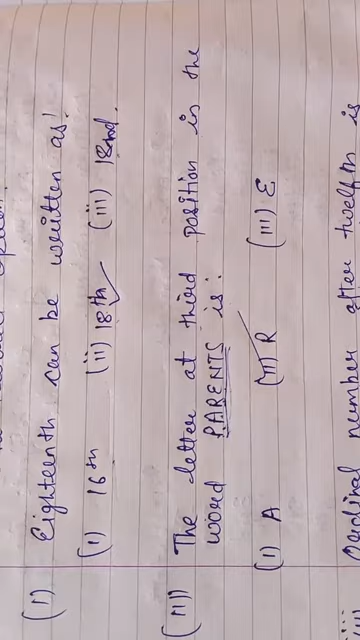 (I) Eighteenth can be written as!
(i) 16th (ii) 18th ✓ (iii) 18nd.
(II) The letter at third position in the
word PARENTS is:
(i) A (ii) R (iii) E
Ordinal number after twelfth is